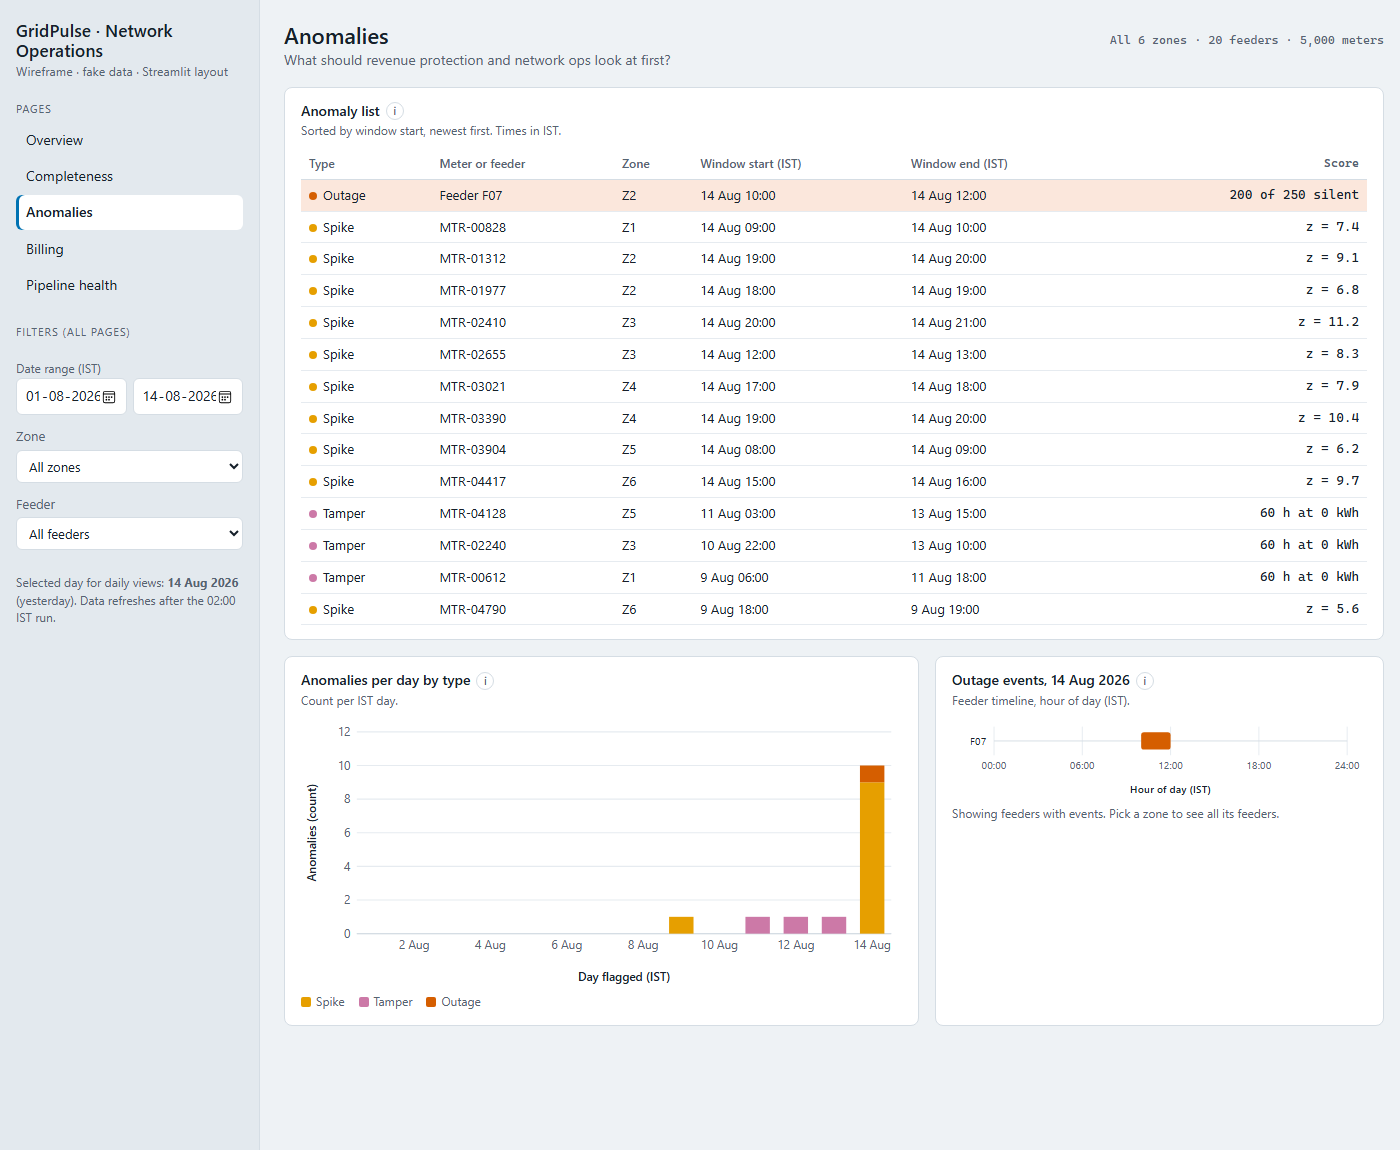 GridPulse · Network
Operations
Wireframe · fake data · Streamlit layout
PAGES
Overview
Completeness
Anomalies
Billing
Pipeline health
FILTERS (ALL PAGES)
Date range (IST)
01-08-2026 14-08-2026
Zone
All zones
Feeder
All feeders
Selected day for daily views: 14 Aug 2026
(yesterday). Data refreshes after the 02:00
IST run.
Anomalies
All 6 zones · 20 feeders · 5,000 meters
What should revenue protection and network ops look at first?
Anomaly list i
Sorted by window start, newest first. Times in IST.
Type Meter or feeder Zone Window start (IST) Window end (IST) Score
Outage Feeder F07 Z2 14 Aug 10:00 14 Aug 12:00 200 of 250 silent
Spike MTR-00828 Z1 14 Aug 09:00 14 Aug 10:00 z = 7.4
Spike MTR-01312 Z2 14 Aug 19:00 14 Aug 20:00 z = 9.1
Spike MTR-01977 Z2 14 Aug 18:00 14 Aug 19:00 z = 6.8
Spike MTR-02410 Z3 14 Aug 20:00 14 Aug 21:00 z = 11.2
Spike MTR-02655 Z3 14 Aug 12:00 14 Aug 13:00 z = 8.3
Spike MTR-03021 Z4 14 Aug 17:00 14 Aug 18:00 z = 7.9
Spike MTR-03390 Z4 14 Aug 19:00 14 Aug 20:00 z = 10.4
Spike MTR-03904 Z5 14 Aug 08:00 14 Aug 09:00 z = 6.2
Spike MTR-04417 Z6 14 Aug 15:00 14 Aug 16:00 z = 9.7
Tamper MTR-04128 Z5 11 Aug 03:00 13 Aug 15:00 60 h at 0 kWh
Tamper MTR-02240 Z3 10 Aug 22:00 13 Aug 10:00 60 h at 0 kWh
Tamper MTR-00612 Z1 9 Aug 06:00 11 Aug 18:00 60 h at 0 kWh
Spike MTR-04790 Z6 9 Aug 18:00 9 Aug 19:00 z = 5.6
Anomalies per day by type i
Count per IST day.
12
10
8
6
4
2
0
Anomalies (count)
2 Aug 4 Aug 6 Aug 8 Aug 10 Aug 12 Aug 14 Aug
Day flagged (IST)
Spike Tamper Outage
Outage events, 14 Aug 2026 i
Feeder timeline, hour of day (IST).
F07
00:00 06:00 12:00 18:00 24:00
Hour of day (IST)
Showing feeders with events. Pick a zone to see all its feeders.